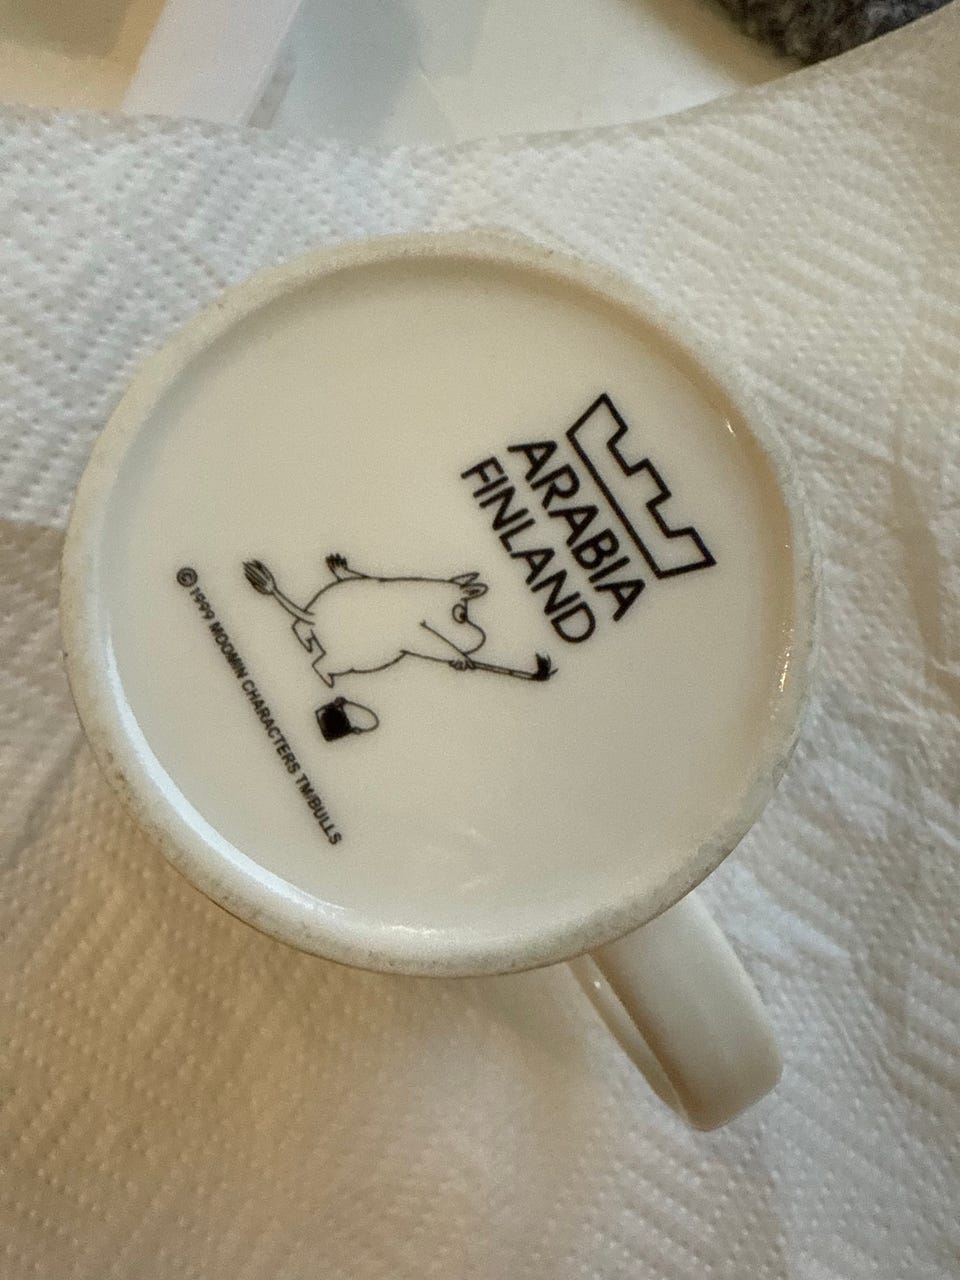 ARABIA
FINLAND
© 1999 MOOMIN CHARACTERS TM/BULLS